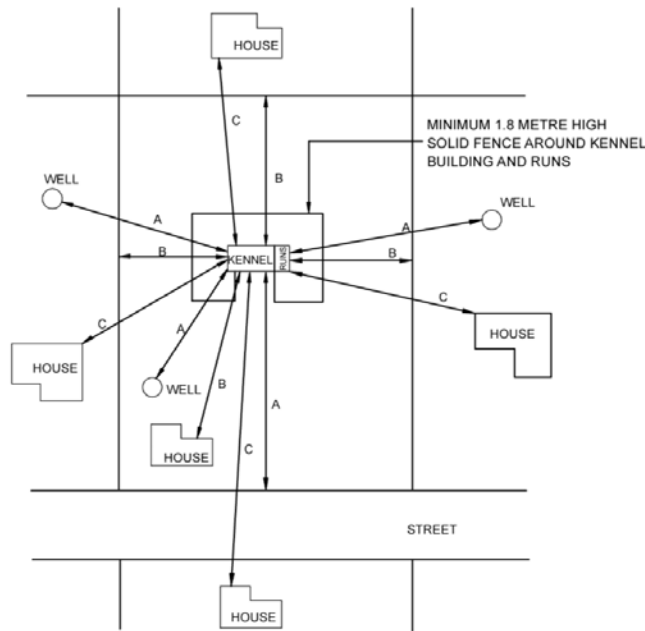 HOUSE
C
MINIMUM 1.8 METRE HIGH
SOLID FENCE AROUND KENNEL
BUILDING AND RUNS
B
WELL
WELL
A
A
B
KENNEL
RUNS
B
C
C
HOUSE
A
HOUSE
WELL
B
A
HOUSE
C
STREET
HOUSE